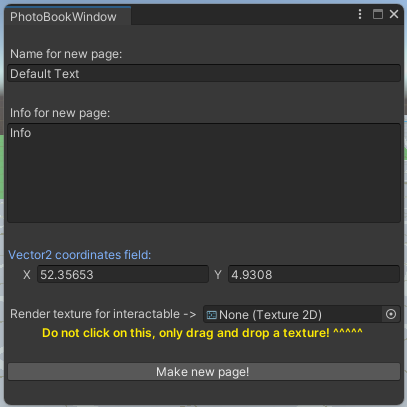 PhotoBookWindow
Name for new page:
Default Text
Info for new page:
Info
Vector2 coordinates field:
X 52.35653 Y 4.9308
Render texture for interactable -> None (Texture 2D)
Do not click on this, only drag and drop a texture! ^^^^^
Make new page!